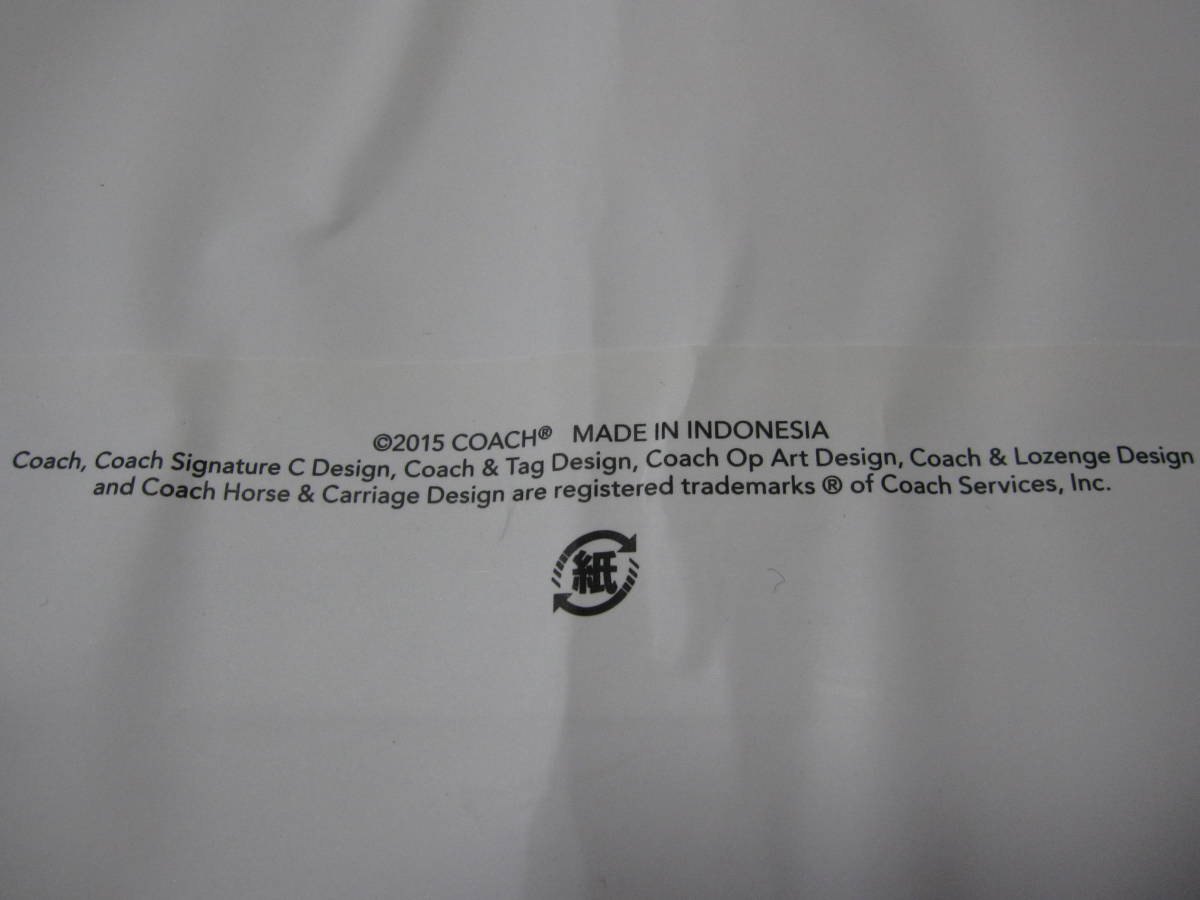 ©2015 COACH® MADE IN INDONESIA
Coach, Coach Signature C Design, Coach & Tag Design, Coach Op Art Design, Coach & Lozenge Design
and Coach Horse & Carriage Design are registered trademarks ® of Coach Services, Inc.
紙